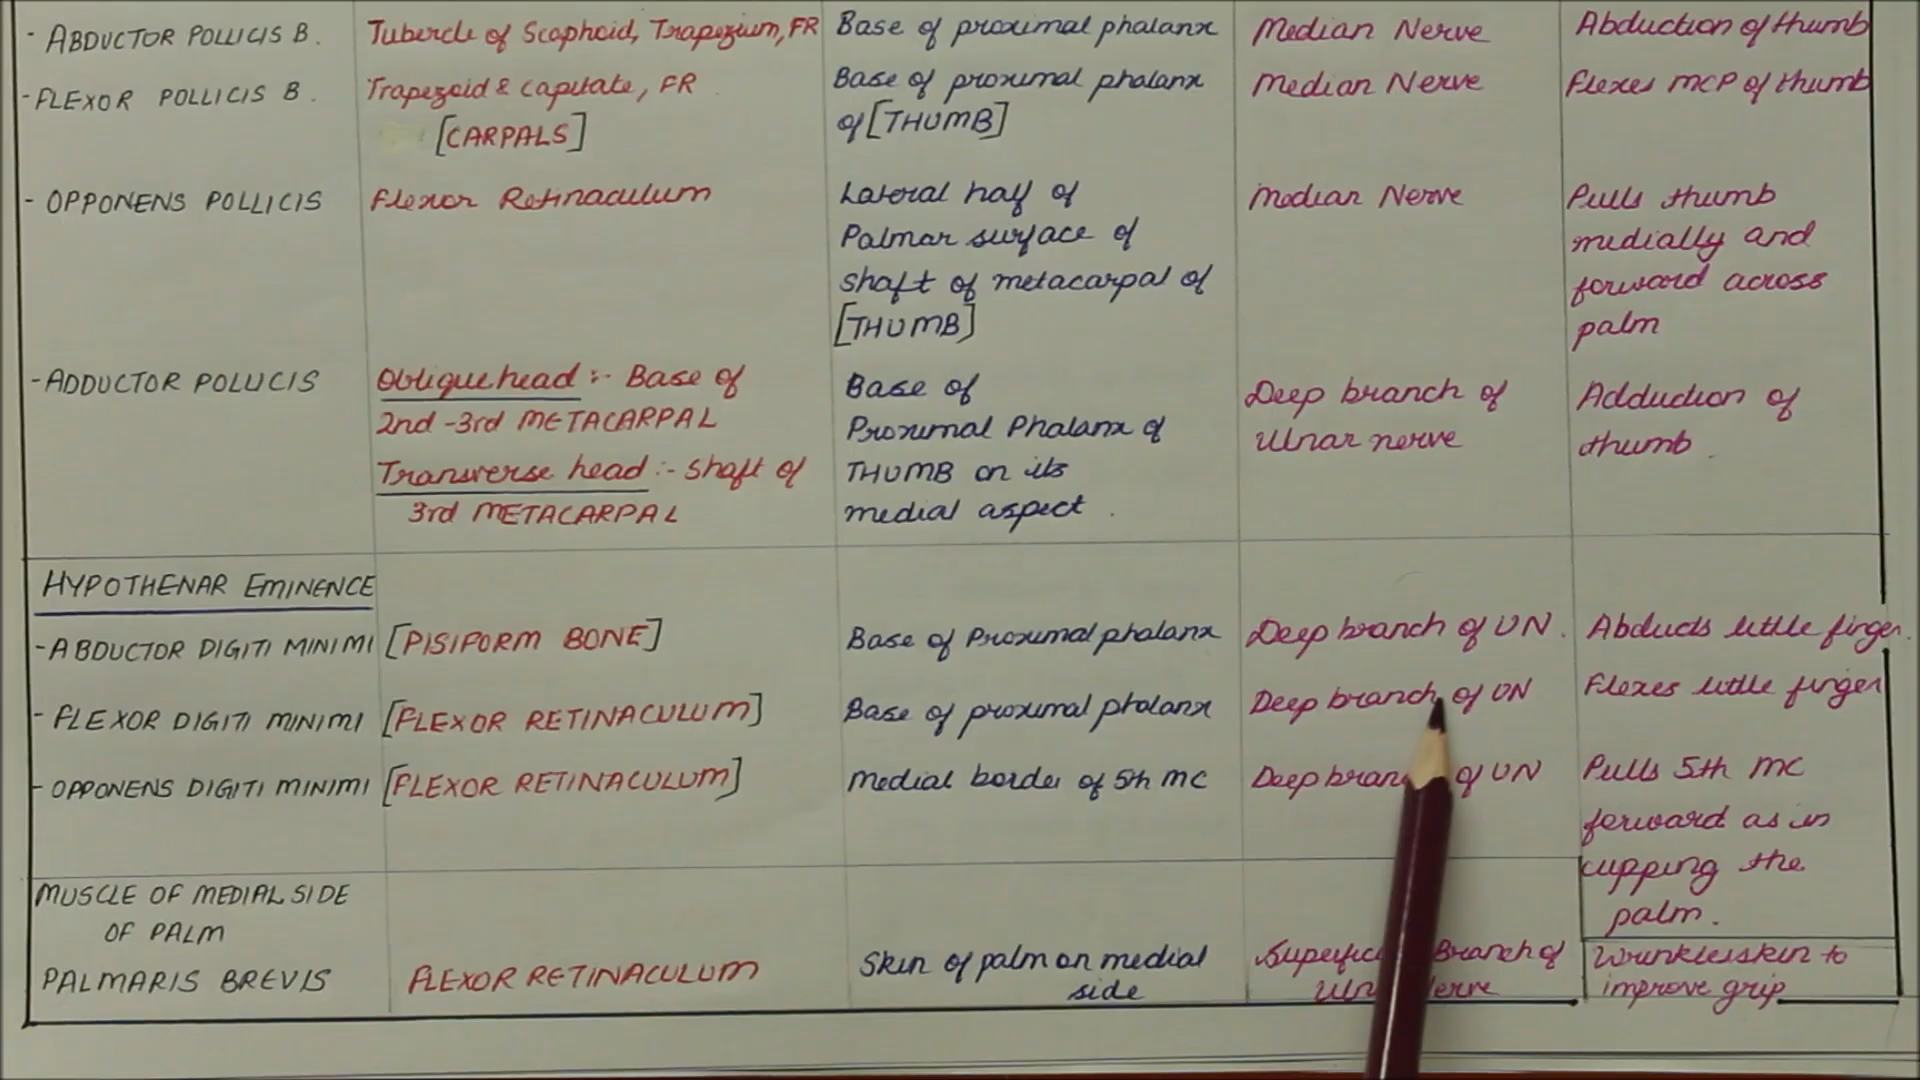 - ABDUCTOR POLLICIS B. Tubercle of Scaphoid, Trapezium, FR Base of proximal phalanx Median Nerve Abduction of thumb
- FLEXOR POLLICIS B. Trapezoid & capitate, FR Base of proximal phalanx Median Nerve Flexes MCP of thumb
[CARPALS] of [THUMB]
- OPPONENS POLLICIS Flexor Retinaculum Lateral half of Median Nerve Pulls thumb
Palmar surface of medially and
shaft of metacarpal of forward across
[THUMB] palm
- ADDUCTOR POLLICIS Oblique head :- Base of Base of Deep branch of Adduction of
2nd -3rd METACARPAL Proximal Phalanx of Ulnar nerve thumb.
Transverse head :- Shaft of THUMB on its
3rd METACARPAL medial aspect.
HYPOTHENAR EMINENCE
- ABDUCTOR DIGITI MINIMI [PISIFORM BONE] Base of Proximal phalanx Deep branch of UN. Abducts little finger.
- FLEXOR DIGITI MINIMI [FLEXOR RETINACULUM] Base of proximal phalanx Deep branch of UN Flexes little finger
- OPPONENS DIGITI MINIMI [FLEXOR RETINACULUM] Medial border of 5th MC Deep branch of UN Pulls 5th MC
forward as in
cupping the
palm.
MUSCLE OF MEDIAL SIDE
OF PALM
PALMARIS BREVIS FLEXOR RETINACULUM Skin of palm on medial Branch of Wrinkles skin to
side improve grip